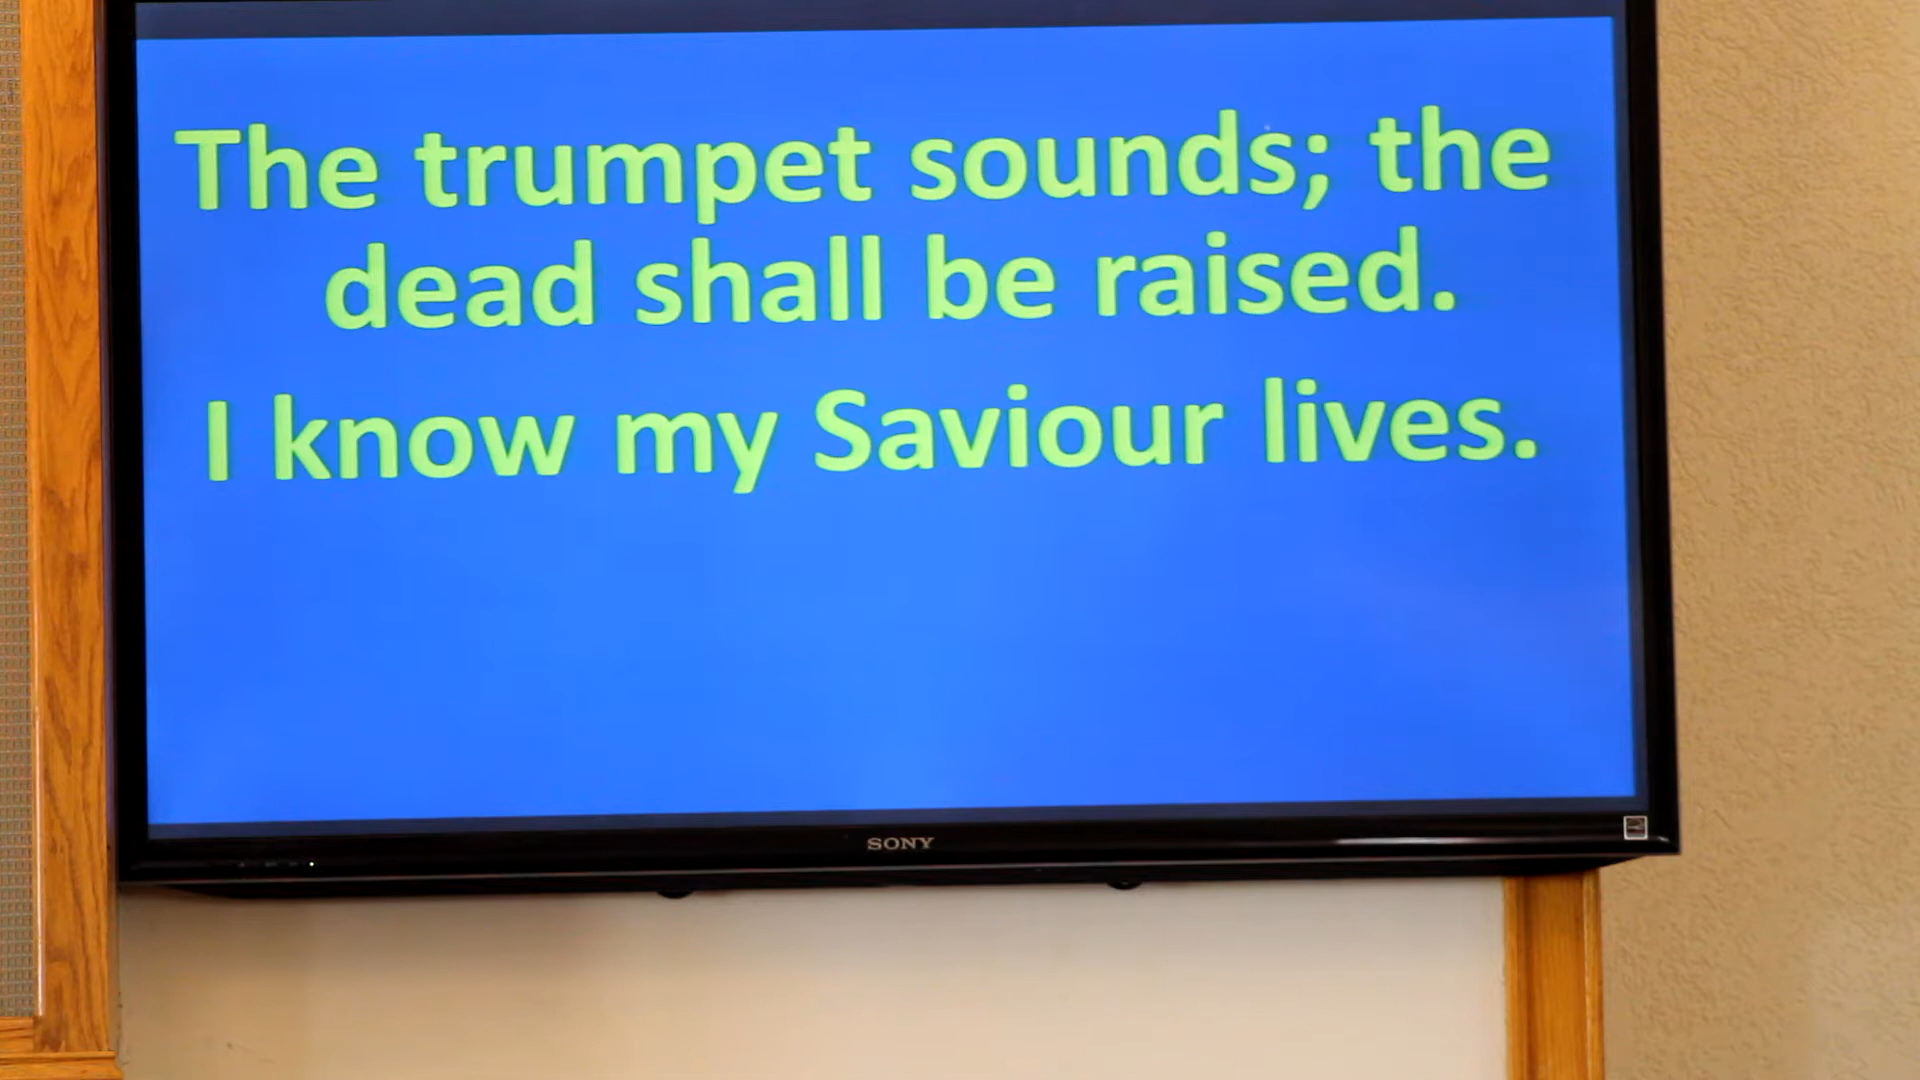 The trumpet sounds; the
dead shall be raised.
I know my Saviour lives.
SONY